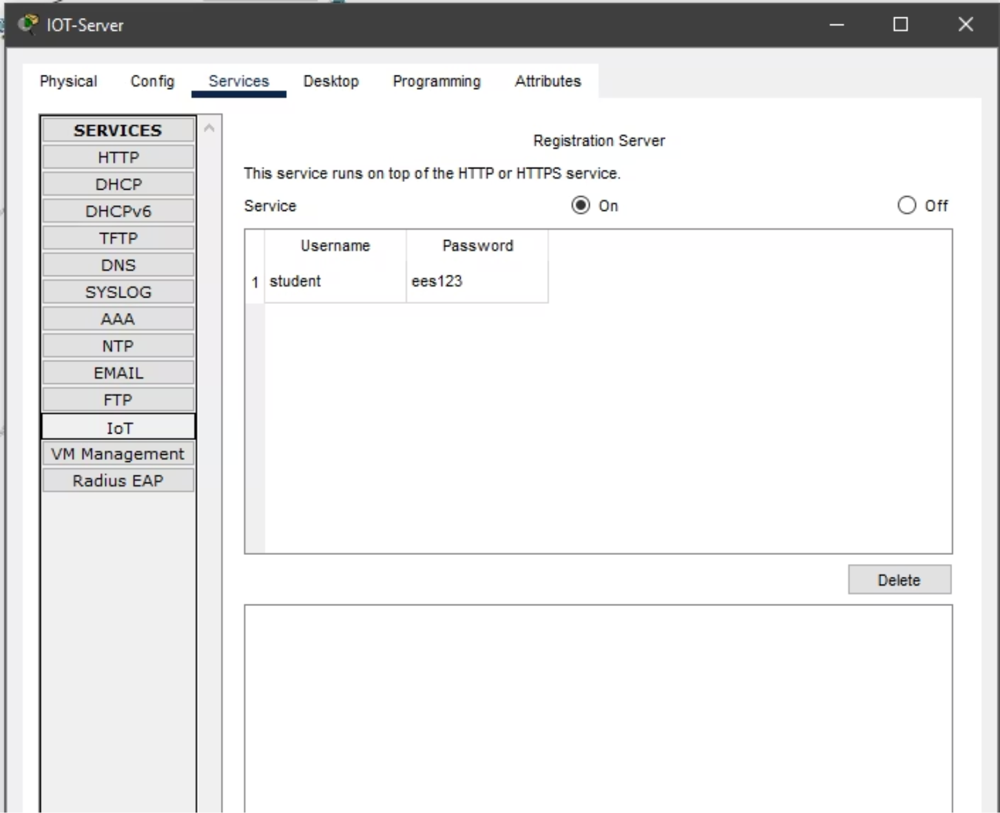 IOT-Server
Physical Config Services Desktop Programming Attributes
SERVICES
HTTP
DHCP
DHCPv6
TFTP
DNS
SYSLOG
AAA
NTP
EMAIL
FTP
IoT
VM Management
Radius EAP
Registration Server
This service runs on top of the HTTP or HTTPS service.
Service On Off
Username Password
1 student ees123
Delete